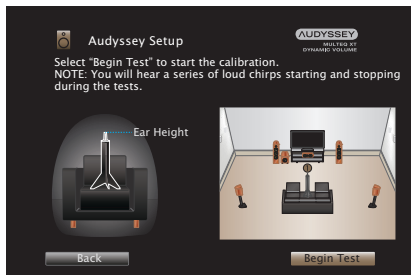 Audyssey Setup
AUDYSSEY
MULTEQ XT
DYNAMIC VOLUME
Select “Begin Test” to start the calibration.
NOTE: You will hear a series of loud chirps starting and stopping
during the tests.
Ear Height
Back
Begin Test